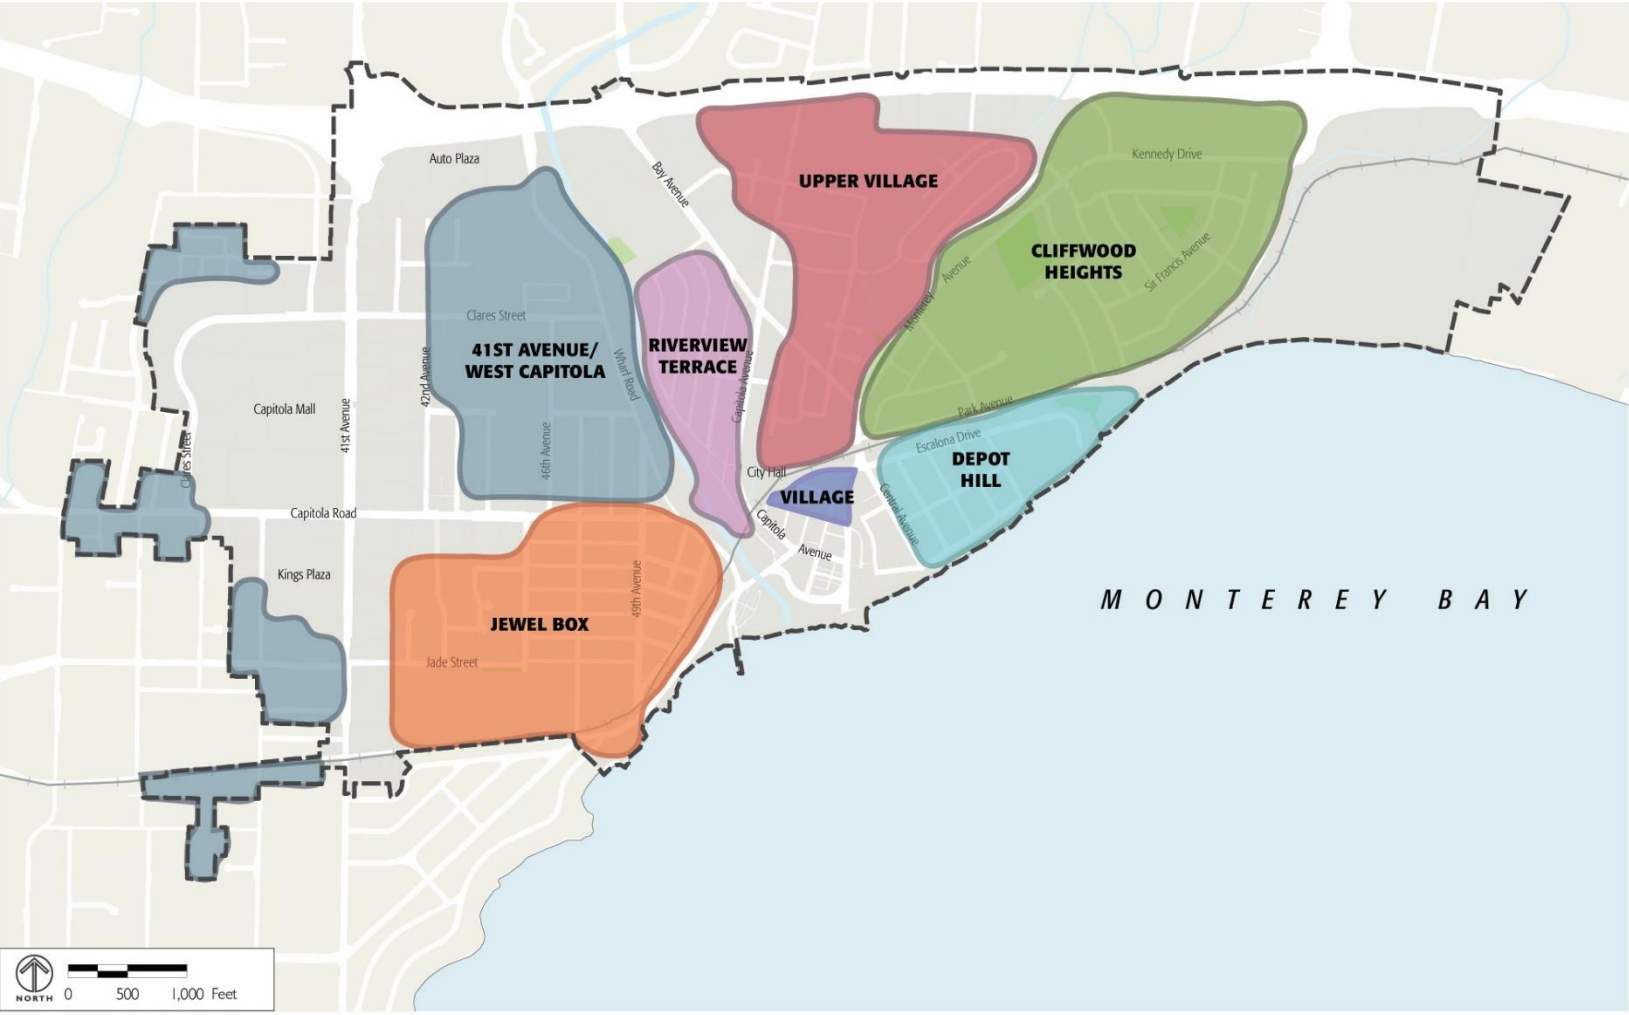 Auto Plaza
Bay Avenue
UPPER VILLAGE
Kennedy Drive
CLIFFWOOD
HEIGHTS
Sir Francis Avenue
Monterey
Avenue
Clares Street
41ST AVENUE/
WEST CAPITOLA
42nd Avenue
Wharf Road
46th Avenue
RIVERVIEW
TERRACE
Capitola Avenue
Capitola Mall
41st Avenue
Clares Street
Park Avenue
Escalona Drive
DEPOT
HILL
Central Avenue
City Hall
VILLAGE
Capitola
Avenue
Capitola Road
Kings Plaza
JEWEL BOX
49th Avenue
Jade Street
MONTEREY BAY
NORTH
0 500 1,000 Feet